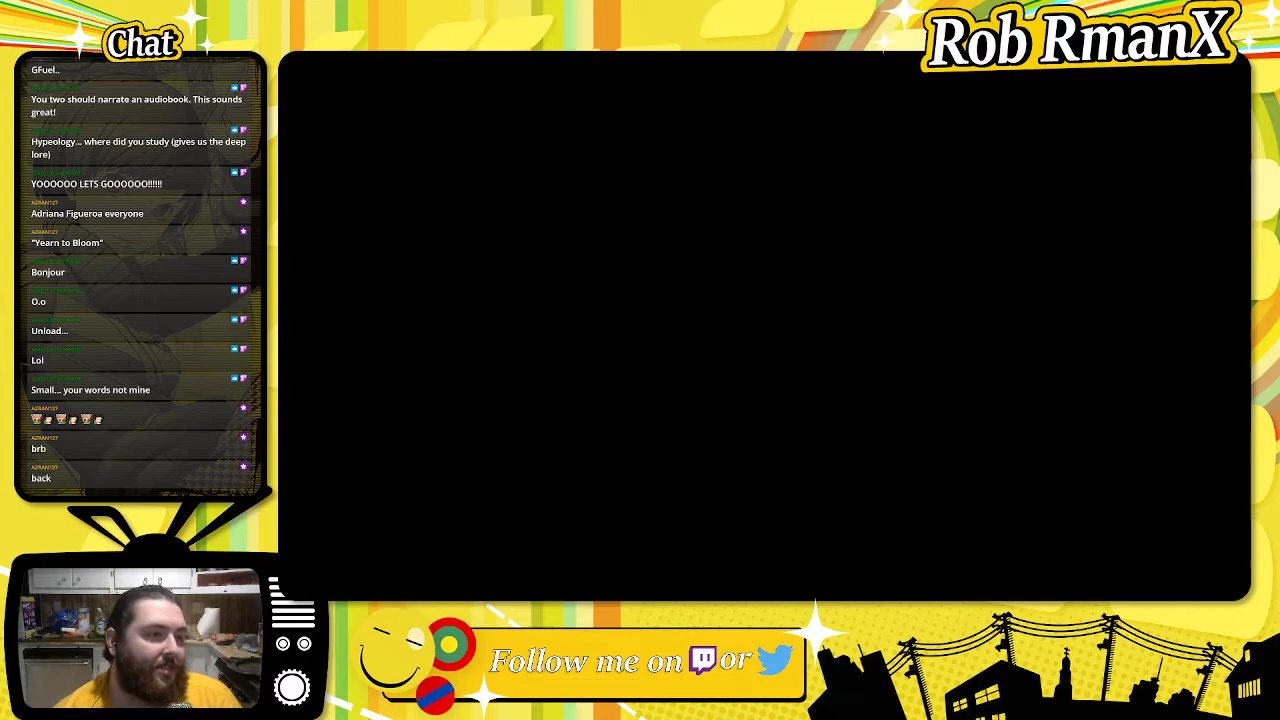 Chat
Rob RmanX
GFuel..
You two should narrate an audiobook. This sounds
great!
Hypeology... where did you study (gives us the deep
lore)
YOOOOOO LETS GOOOOOOO!!!!!!
AZRAN127
Adriana Figueroa everyone
AZRAN127
"Yearn to Bloom"
Bonjour
O.o
Unload...
Lol
Small... your words not mine
AZRAN127
AZRAN127
brb
AZRAN127
back
Follow me on or